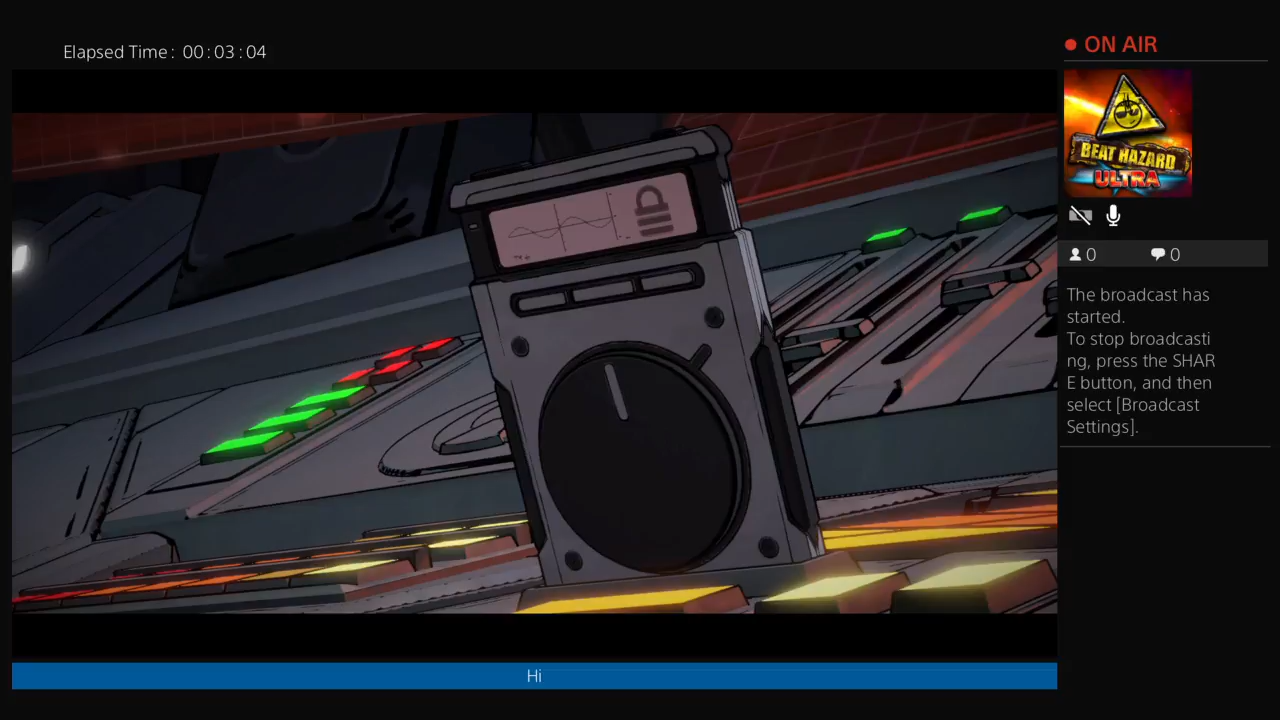 Elapsed Time: 00:03:04
ON AIR
BEAT HAZARD
ULTRA
0 0
The broadcast has
started.
To stop broadcasti
ng, press the SHAR
E button, and then
select [Broadcast
Settings].
Hi